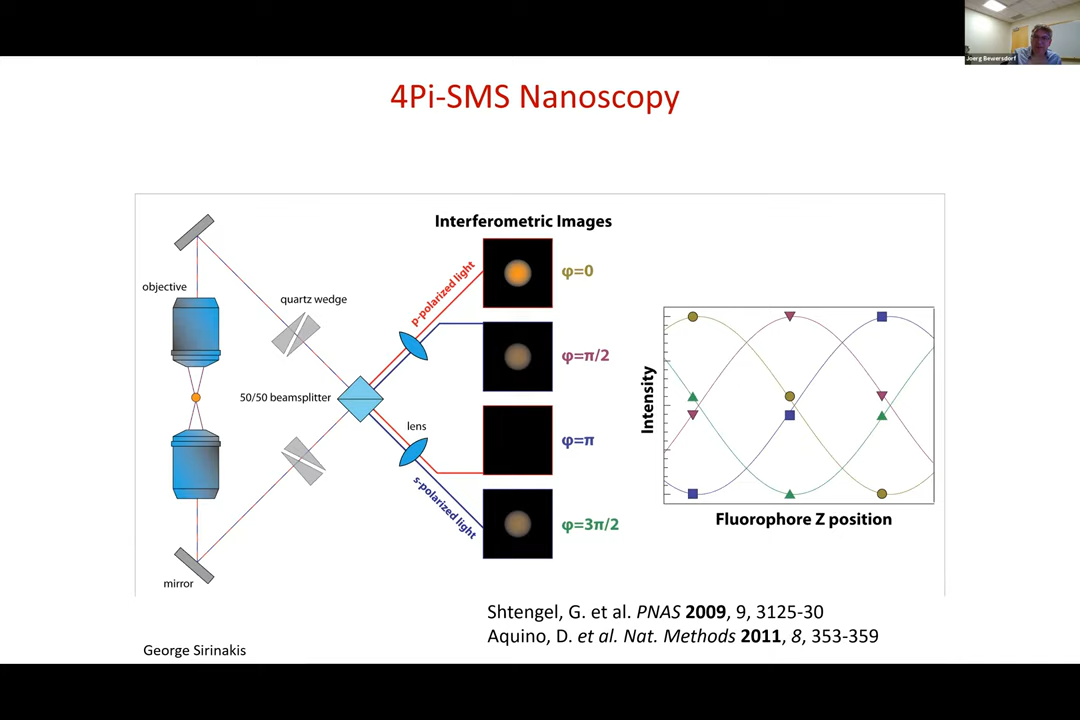 Joerg Bewersdorf
4Pi-SMS Nanoscopy
Interferometric Images
objective
quartz wedge
50/50 beamsplitter
lens
mirror
p-polarized light
s-polarized light
φ=0
φ=π/2
φ=π
φ=3π/2
Intensity
Fluorophore Z position
Shtengel, G. et al. PNAS 2009, 9, 3125-30
Aquino, D. et al. Nat. Methods 2011, 8, 353-359
George Sirinakis